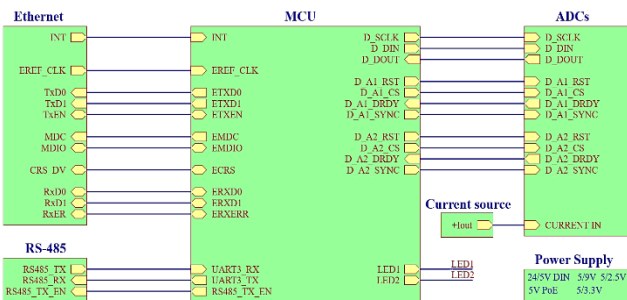 Ethernet
MCU
ADCs
INT
INT
D_SCLK
D_SCLK
D_DIN
D_DIN
D_DOUT
D_DOUT
EREF_CLK
EREF_CLK
D_A1_RST
D_A1_RST
TxD0
ETXD0
D_A1_CS
D_A1_CS
TxD1
ETXD1
D_A1_DRDY
D_A1_DRDY
TxEN
ETXEN
D_A1_SYNC
D_A1_SYNC
MDC
EMDC
D_A2_RST
D_A2_RST
MDIO
EMDIO
D_A2_CS
D_A2_CS
D_A2_DRDY
D_A2_DRDY
CRS_DV
ECRS
D_A2_SYNC
D_A2_SYNC
RxD0
ERXD0
RxD1
ERXD1
RxER
ERXERR
Current source
+Iout
CURRENT IN
RS-485
Power Supply
RS485_TX
UART3_RX
LED1
LED1
RS485_RX
UART3_TX
LED2
LED2
RS485_TX_EN
RS485_TX_EN
24/5V DIN 5/9V 5/2.5V
5V PoE 5/3.3V